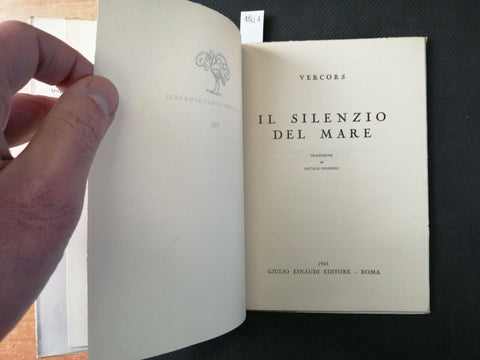 VERCORS
IL SILENZIO
DEL MARE
TRADUZIONE
DI
NATALIA GINZBURG
1945
GIULIO EINAUDI EDITORE - ROMA